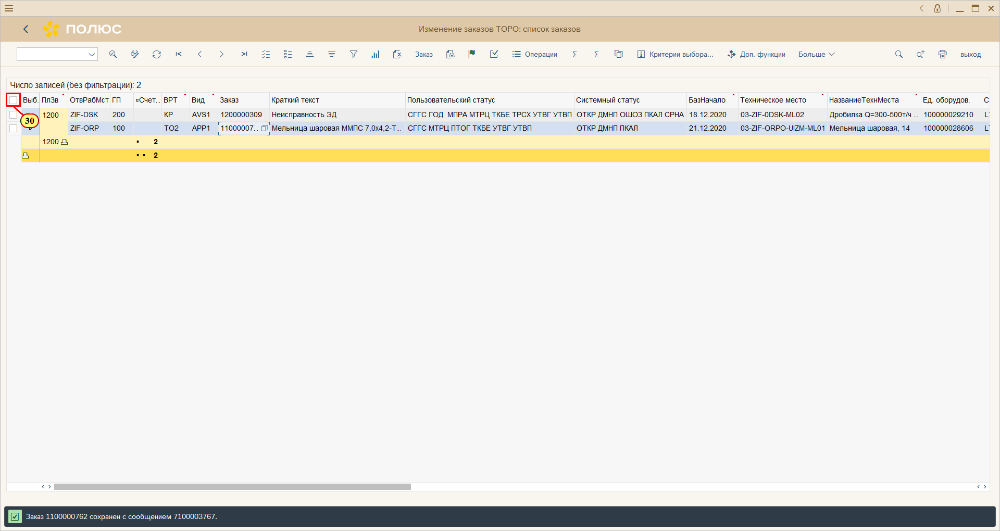 ПОЛЮС
Изменение заказов ТОРО: список заказов
Заказ Операции Σ Σ Критерии выбора... Доп. функции Больше выход
Число записей (без фильтрации): 2
Выб. ПлЗв ОтвРабМст ГП ¤Счет... ВРТ Вид Заказ Краткий текст Пользовательский статус Системный статус БазНачало Техническое место НазваниеТехнМеста Ед. оборудов. С
1200 ZIF-DSK 200 КР AVS1 1200000309 Неисправность ЭД СГГС ГОД МПРА МТРЦ ТКБЕ ТРСХ УТВГ УТВП ОТКР ДМНП ОШОЗ ПКАЛ СРНА 18.12.2020 03-ZIF-0DSK-ML02 Дробилка Q=300-500т/ч ... 100000029210
30
ZIF-ORP 100 ТО2 APP1 11000007... Мельница шаровая ММПС 7,0х4,2-Т... СГГС МТРЦ ПТОГ ТКБЕ УТВГ УТВП ОТКР ДМНП ПКАЛ 21.12.2020 03-ZIF-ORPO-UIZM-ML01 Мельница шаровая, 14 100000028606
1200 ▪ 2
▪ ▪ 2
Заказ 1100000762 сохранен с сообщением 7100003767.